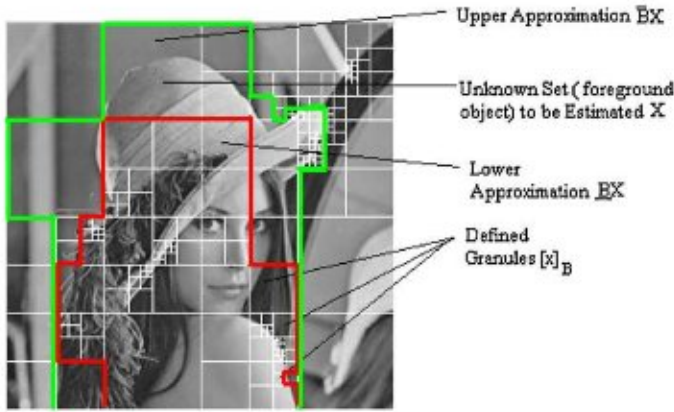 Upper Approximation B̅X
Unknown Set ( foreground
object) to be Estimated X
Lower
Approximation B̲X
Defined
Granules [x]B